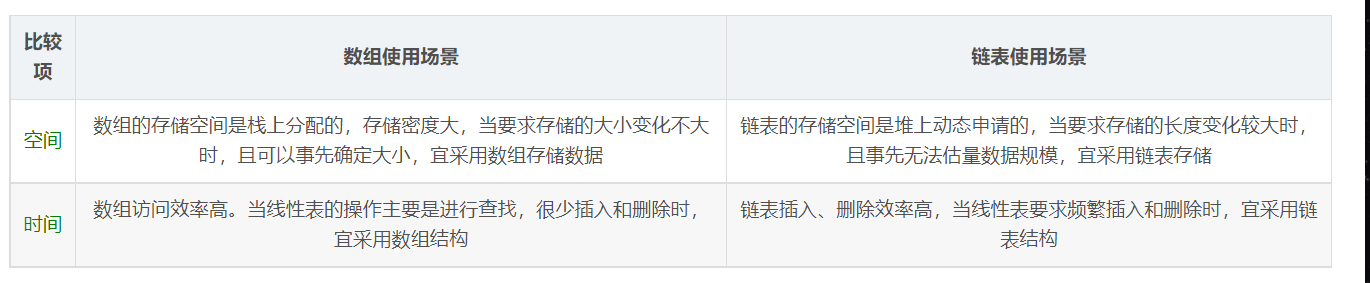 比较
项
数组使用场景
链表使用场景
空间
数组的存储空间是栈上分配的，存储密度大，当要求存储的大小变化不大
时，且可以事先确定大小，宜采用数组存储数据
链表的存储空间是堆上动态申请的，当要求存储的长度变化较大时，
且事先无法估量数据规模，宜采用链表存储
时间
数组访问效率高。当线性表的操作主要是进行查找，很少插入和删除时，
宜采用数组结构
链表插入、删除效率高，当线性表要求频繁插入和删除时，宜采用链
表结构